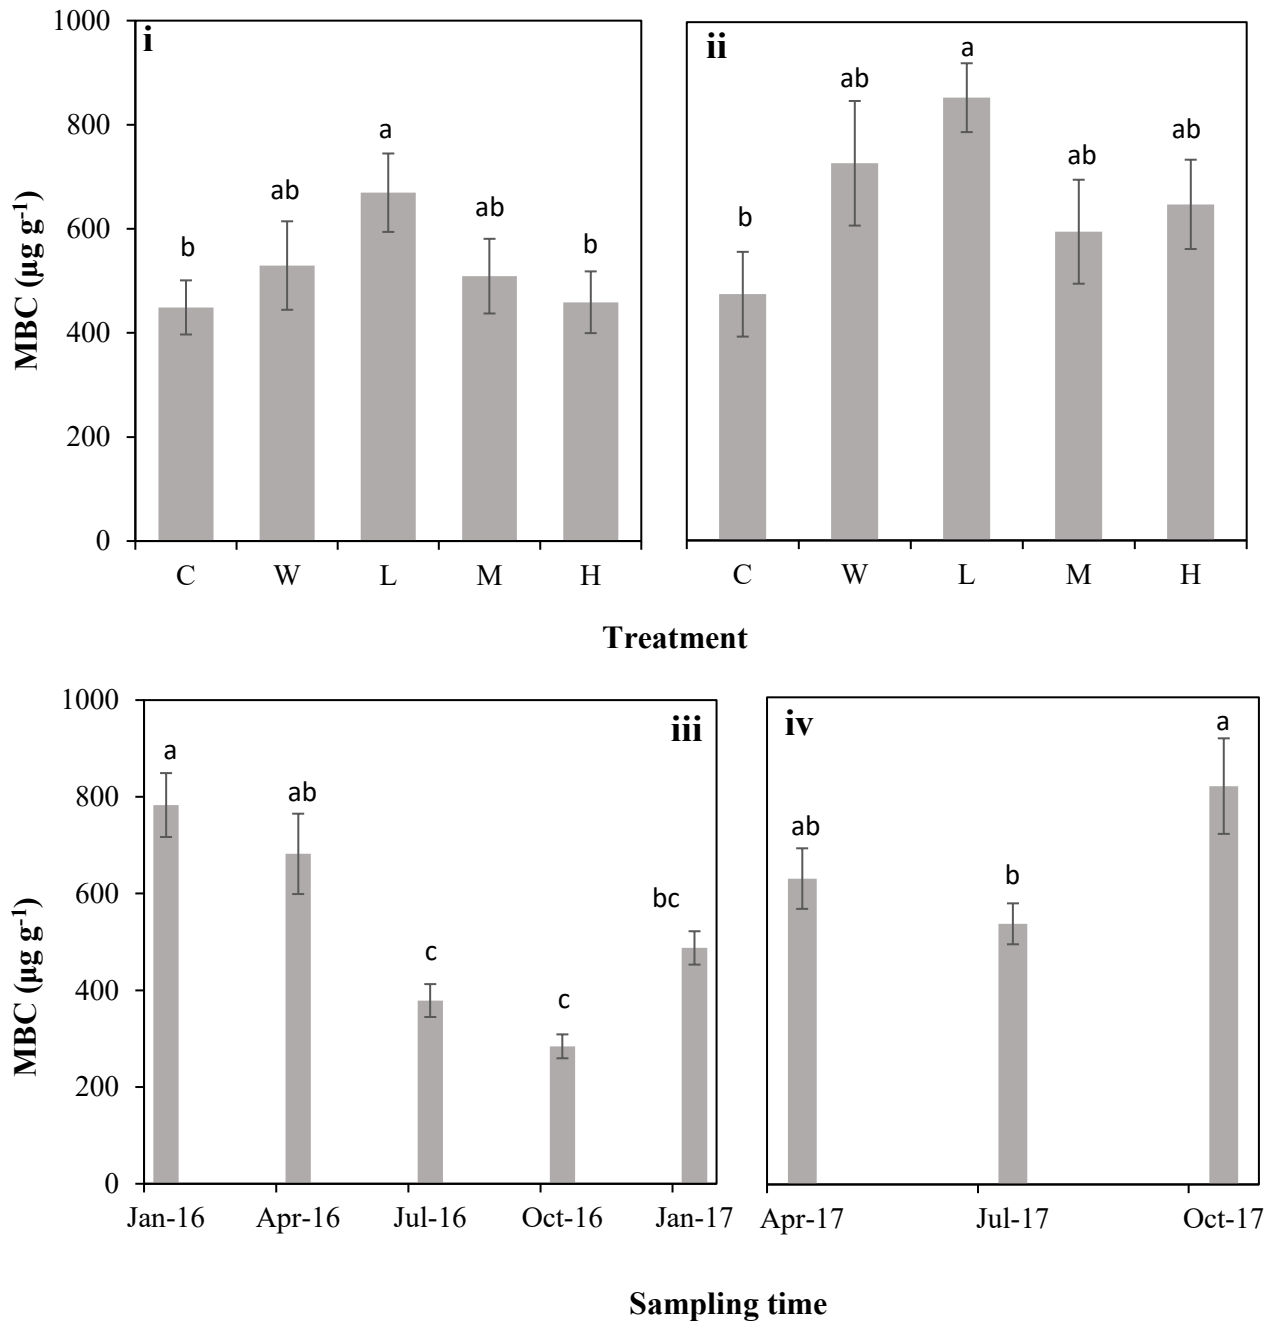 1000
i
ii
a
ab
800
a
ab
ab
ab
ab
MBC (µg g-1)
600
b
b
b
400
200
0
C W L M H
C W L M H
Treatment
1000
iii
iv
a
a
800
ab
ab
600
b
bc
c
MBC (µg g-1)
400
c
200
0
Jan-16 Apr-16 Jul-16 Oct-16 Jan-17
Apr-17 Jul-17 Oct-17
Sampling time